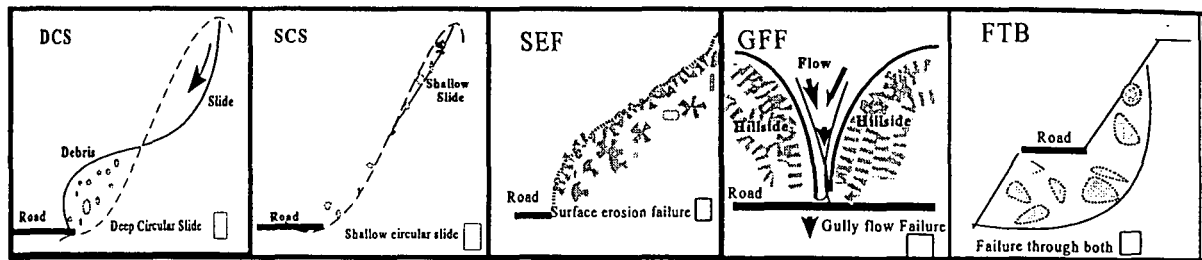 DCS
Slide
Debris
Road
Deep Circular Slide
SCS
Shallow
Slide
Road
Shallow circular slide
SEF
Road
Surface erosion failure
GFF
Flow
Hillside
Hillside
Road
Gully flow Failure
FTB
Road
Failure through both